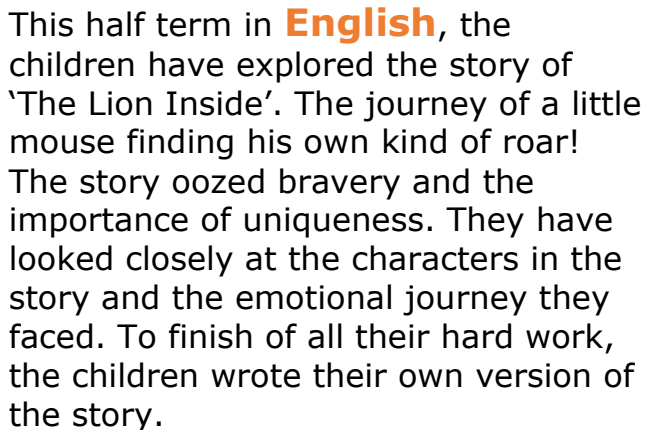 This half term in English, the
children have explored the story of
‘The Lion Inside’. The journey of a little
mouse finding his own kind of roar!
The story oozed bravery and the
importance of uniqueness. They have
looked closely at the characters in the
story and the emotional journey they
faced. To finish of all their hard work,
the children wrote their own version of
the story.